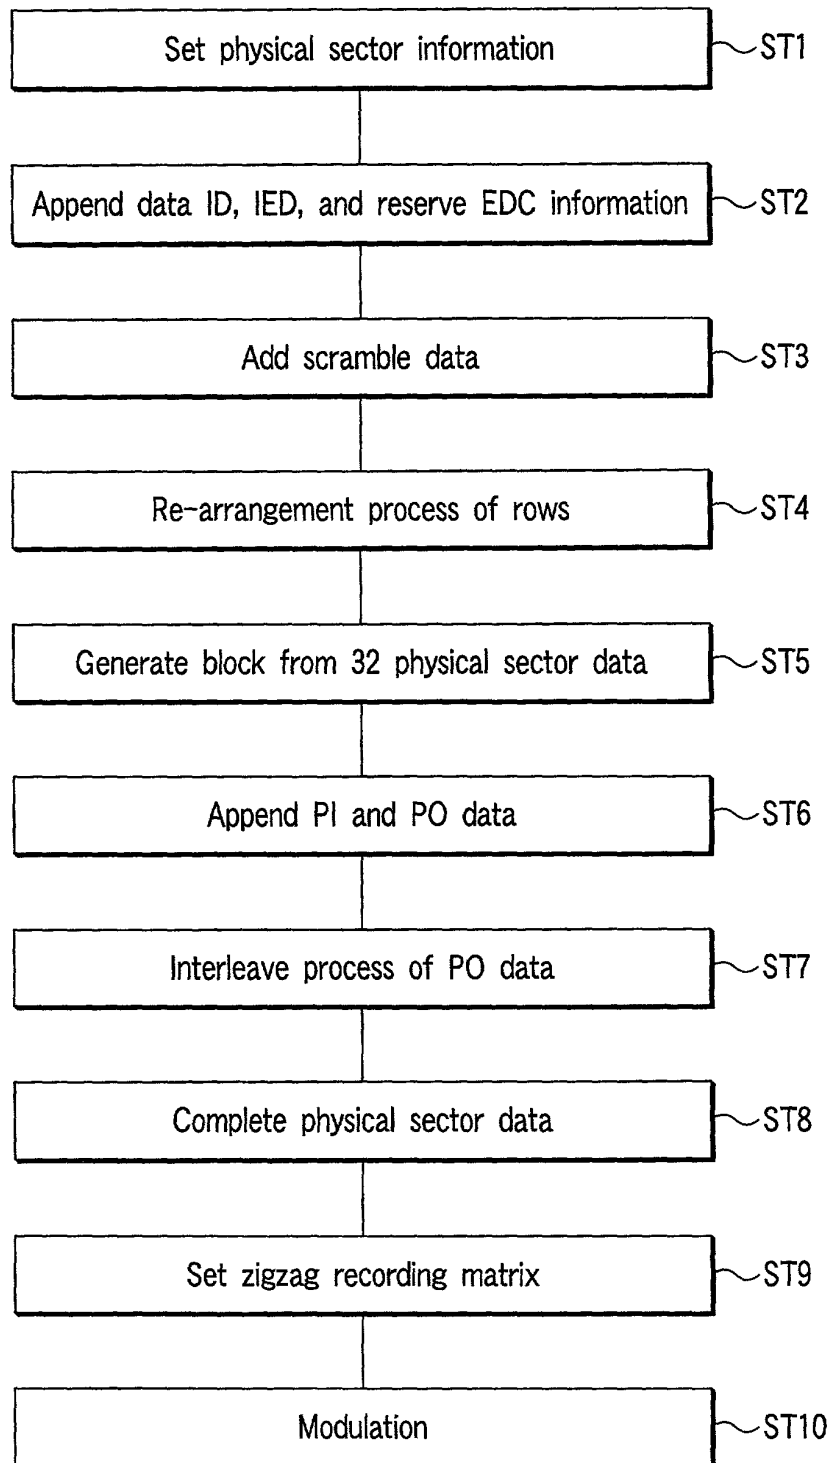 Set physical sector information ST1
Append data ID, IED, and reserve EDC information ST2
Add scramble data ST3
Re-arrangement process of rows ST4
Generate block from 32 physical sector data ST5
Append PI and PO data ST6
Interleave process of PO data ST7
Complete physical sector data ST8
Set zigzag recording matrix ST9
Modulation ST10